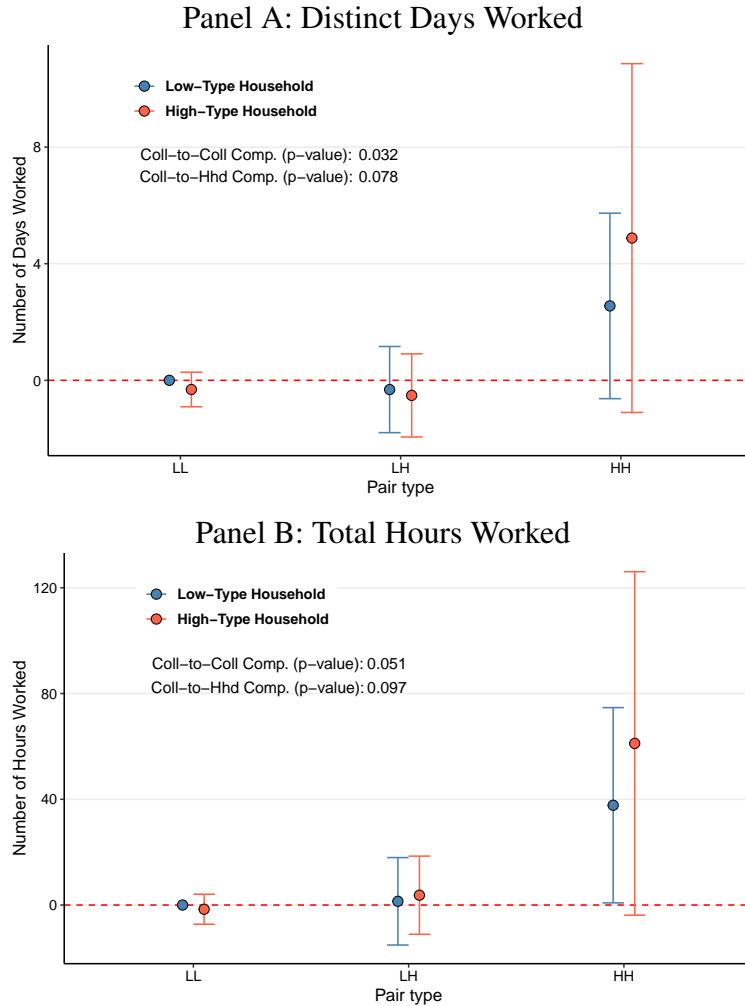 Panel A: Distinct Days Worked
Low−Type Household
High−Type Household
Coll−to−Coll Comp. (p−value): 0.032
Coll−to−Hhd Comp. (p−value): 0.078
Number of Days Worked
8
4
0
LL
LH
HH
Pair type
Panel B: Total Hours Worked
Low−Type Household
High−Type Household
Coll−to−Coll Comp. (p−value): 0.051
Coll−to−Hhd Comp. (p−value): 0.097
Number of Hours Worked
120
80
40
0
LL
LH
HH
Pair type